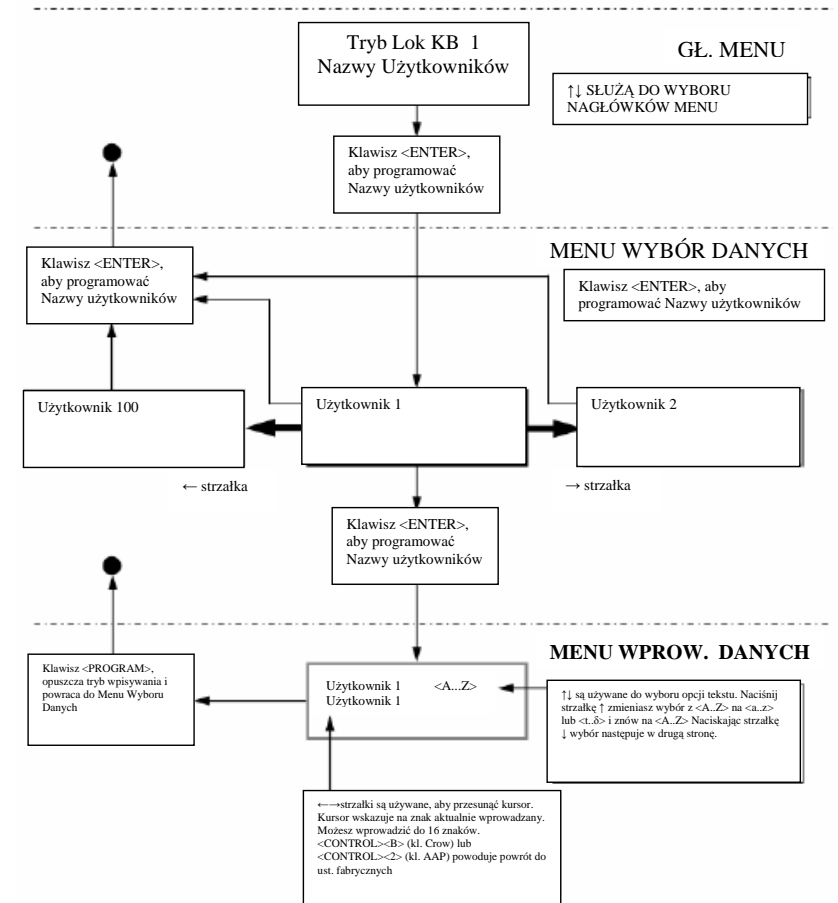 Tryb Lok KB 1
Nazwy Użytkowników
GŁ. MENU
↑↓ SŁUŻĄ DO WYBORU
NAGŁÓWKÓW MENU
Klawisz <ENTER>,
aby programować
Nazwy użytkowników
MENU WYBÓR DANYCH
Klawisz <ENTER>,
aby programować
Nazwy użytkowników
Klawisz <ENTER>, aby
programować Nazwy użytkowników
Użytkownik 100
Użytkownik 1
Użytkownik 2
← strzałka
→ strzałka
Klawisz <ENTER>,
aby programować
Nazwy użytkowników
MENU WPROW. DANYCH
Klawisz <PROGRAM>,
opuszcza tryb wpisywania i
powraca do Menu Wyboru
Danych
Użytkownik 1 <A...Z>
Użytkownik 1
↑↓ są używane do wyboru opcji tekstu. Naciśnij
strzałkę ↑ zmieniasz wybór z <A..Z> na <a..z>
lub <t..δ> i znów na <A..Z> Naciskając strzałkę
↓ wybór następuje w drugą stronę.
←→strzałki są używane, aby przesunąć kursor.
Kursor wskazuje na znak aktualnie wprowadzany.
Możesz wprowadzić do 16 znaków.
<CONTROL><B> (kl. Crow) lub
<CONTROL><2> (kl. AAP) powoduje powrót do
ust. fabrycznych